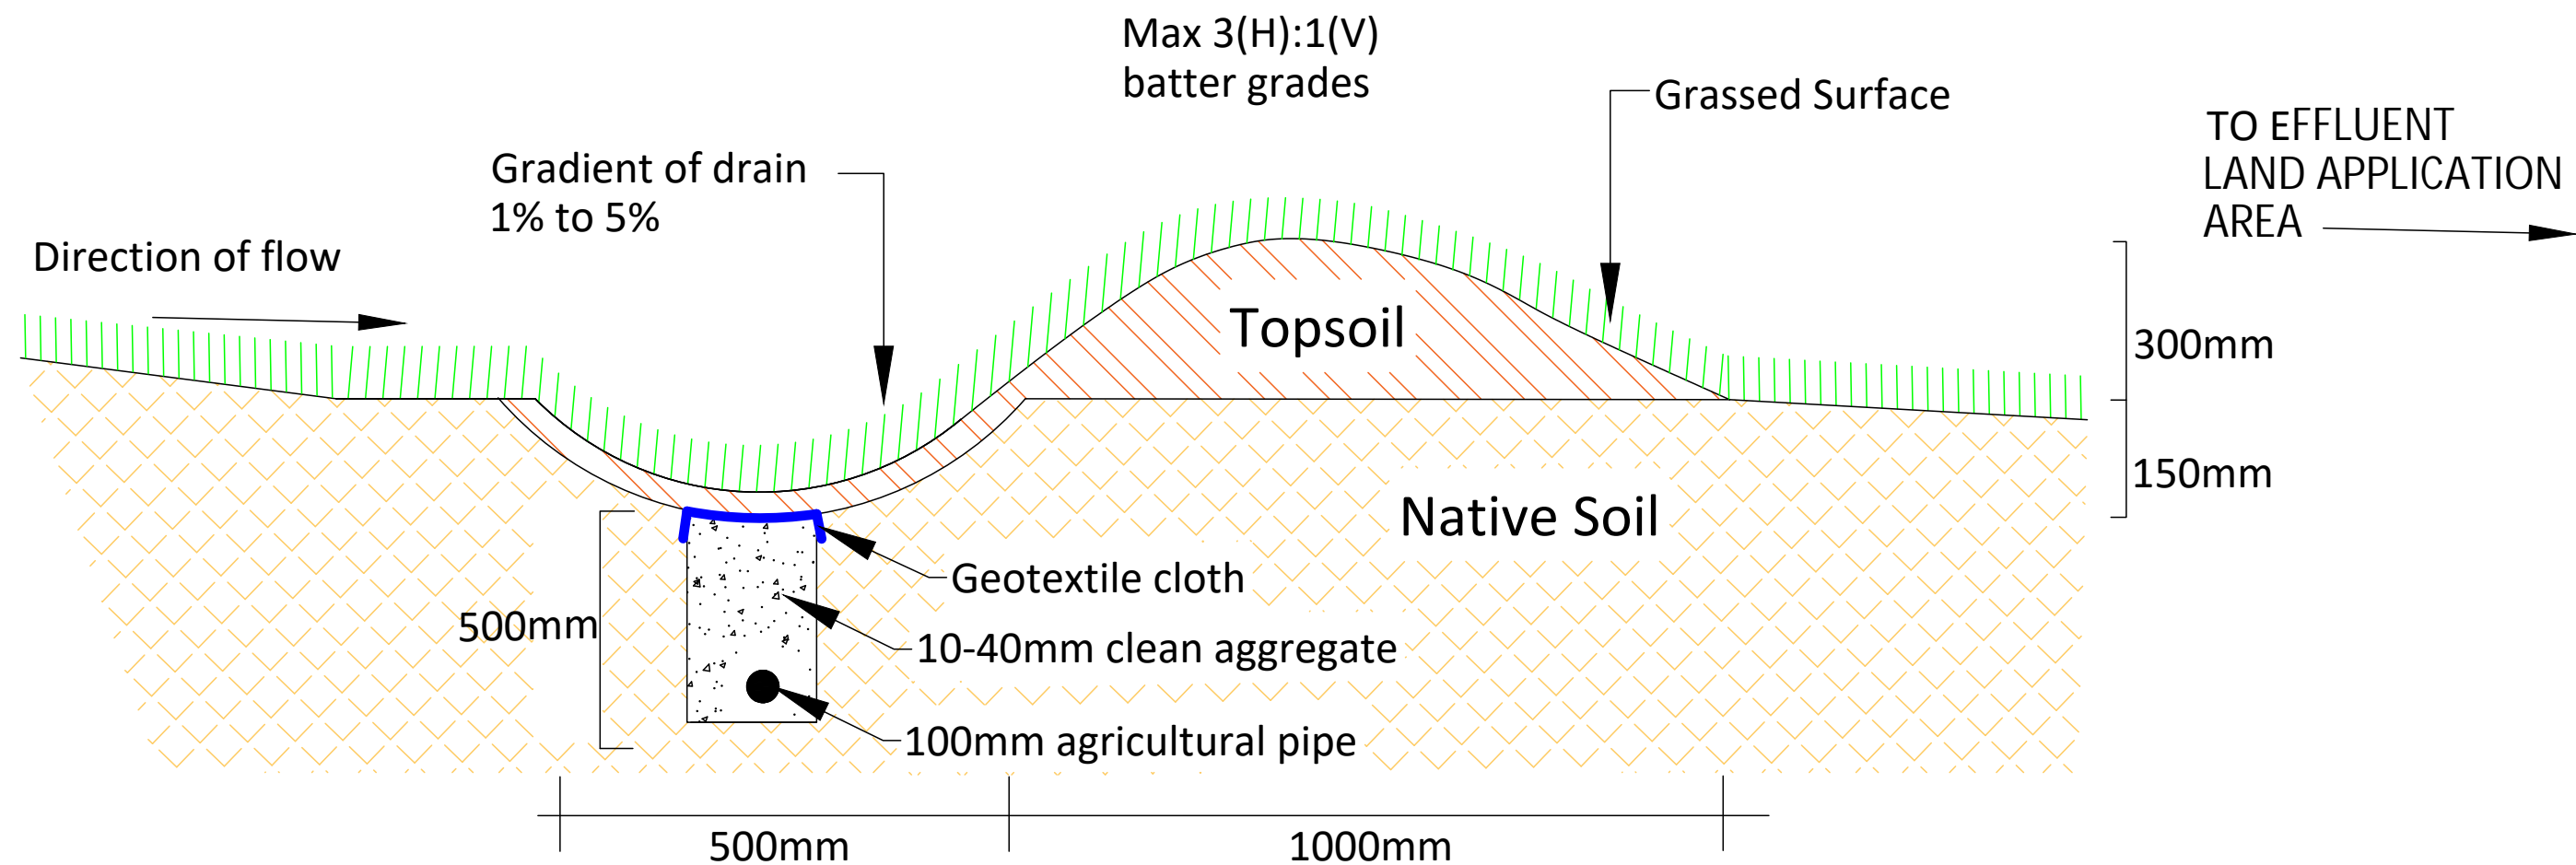 Max 3(H):1(V)
batter grades
Grassed Surface
TO EFFLUENT
LAND APPLICATION
AREA
Gradient of drain
1% to 5%
Direction of flow
Topsoil
300mm
150mm
Native Soil
Geotextile cloth
500mm
10-40mm clean aggregate
100mm agricultural pipe
500mm
1000mm